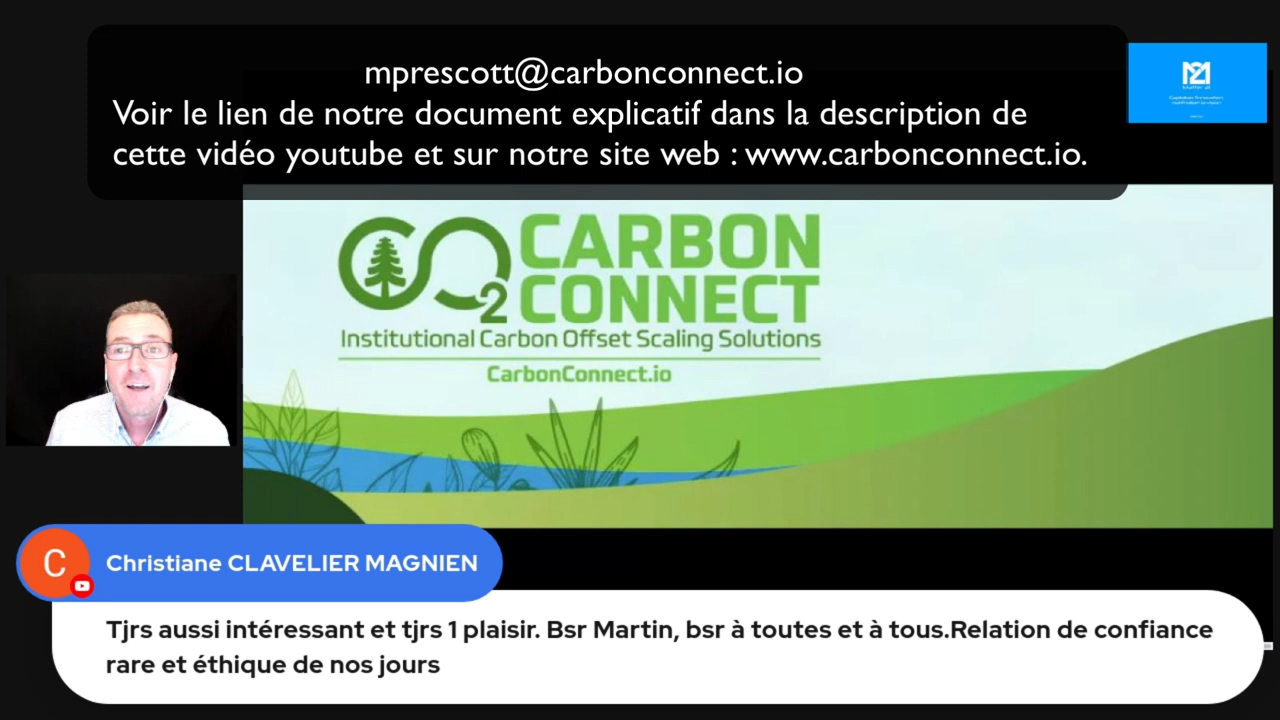 mprescott@carbonconnect.io
Voir le lien de notre document explicatif dans la description de
cette vidéo youtube et sur notre site web : www.carbonconnect.io.
CO2 CARBON
CONNECT
Institutional Carbon Offset Scaling Solutions
CarbonConnect.io
C
Christiane CLAVELIER MAGNIEN
Tjrs aussi intéressant et tjrs 1 plaisir. Bsr Martin, bsr à toutes et à tous.Relation de confiance
rare et éthique de nos jours